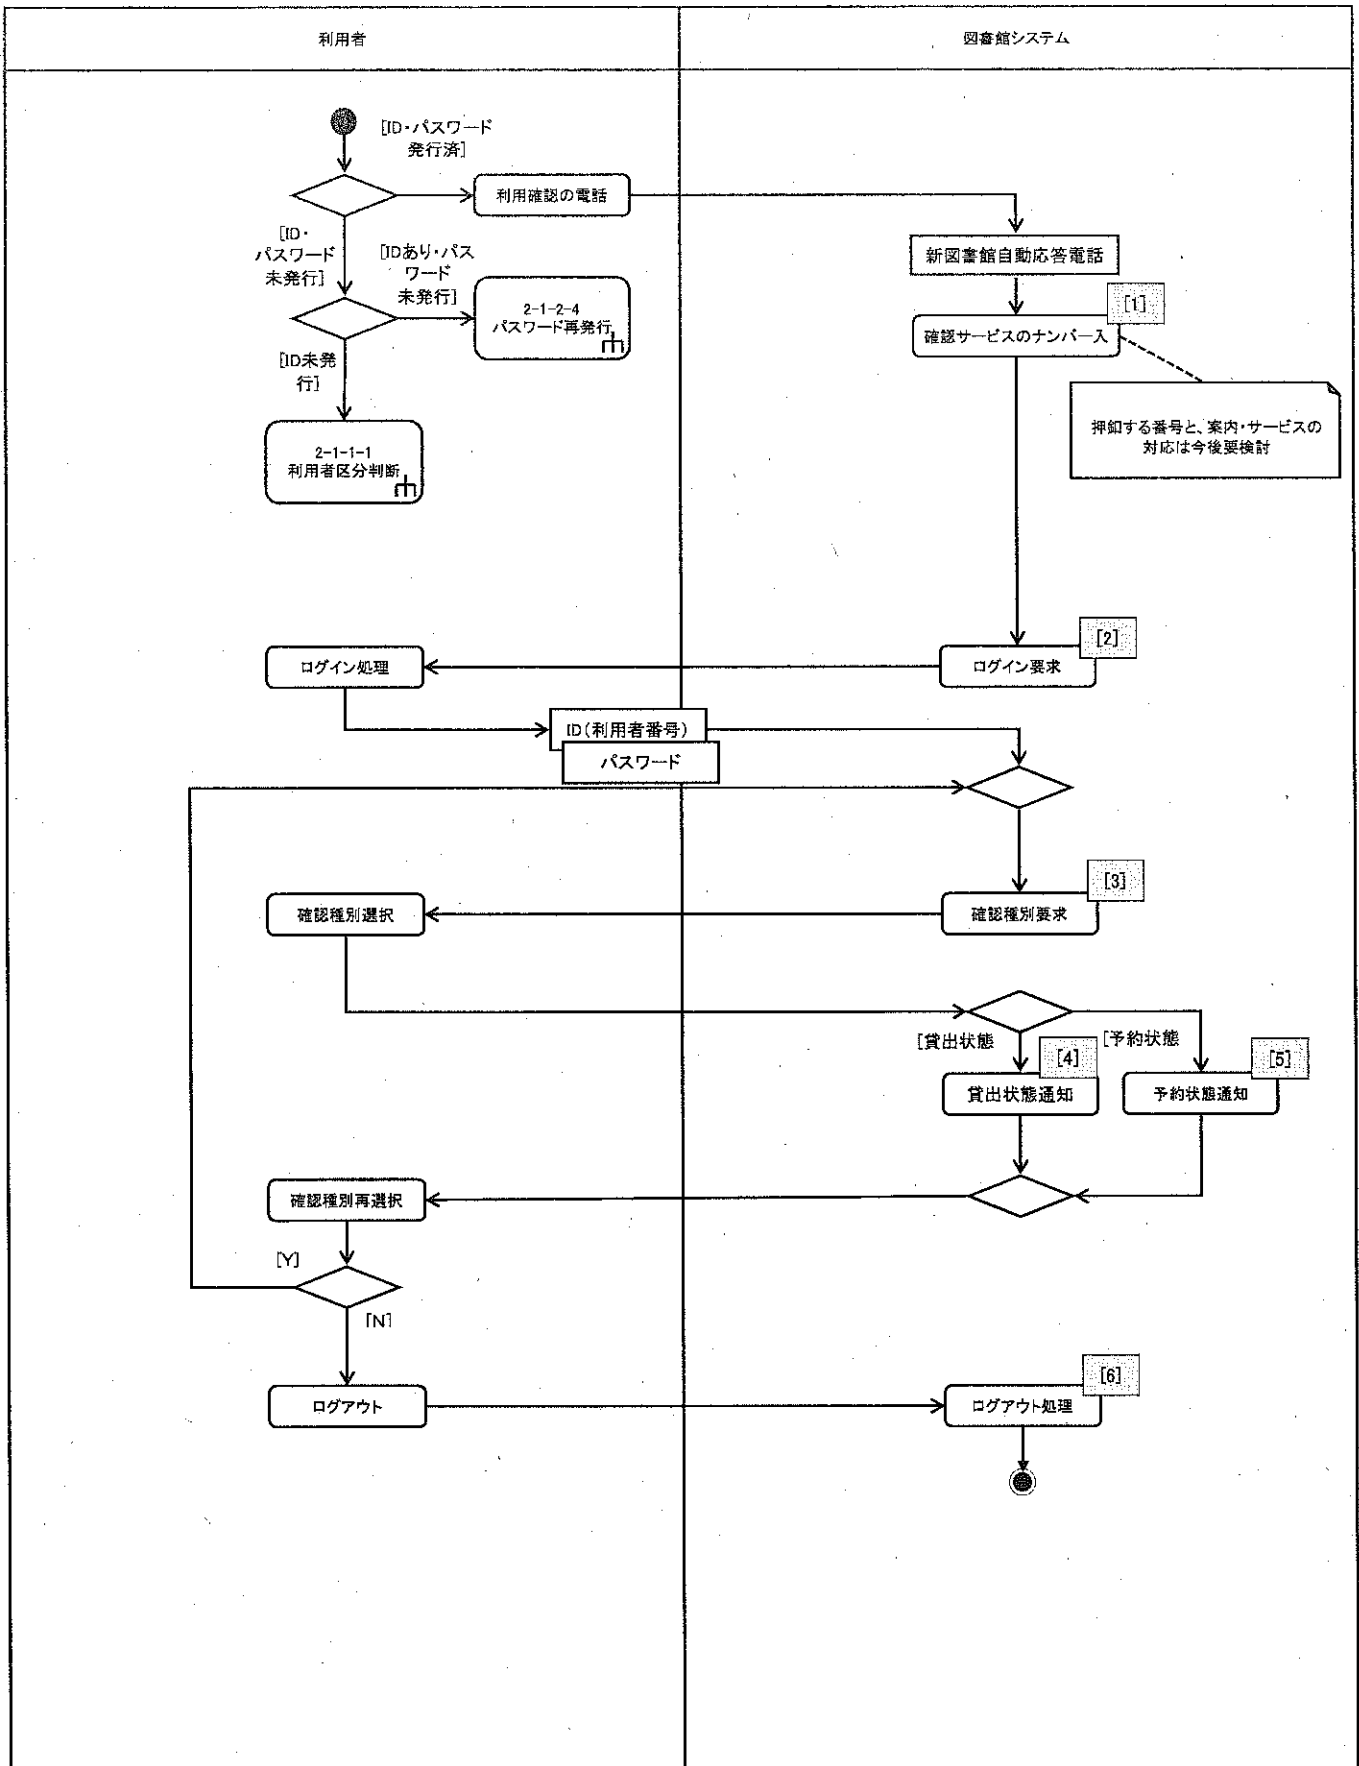 利用者
図書館システム
[ID・パスワード
発行済]
利用確認の電話
[ID・
パスワード
未発行]
[IDあり・パス
ワード
未発行]
新図書館自動応答電話
2-1-2-4
パスワード再発行
[1]
確認サービスのナンバー入
[ID未発
行]
押釦する番号と、案内・サービスの
対応は今後要検討
2-1-1-1
利用者区分判断
[2]
ログイン処理
ログイン要求
ID(利用者番号)
パスワード
[3]
確認種別選択
確認種別要求
[貸出状態
[予約状態
[4]
[5]
貸出状態通知
予約状態通知
確認種別再選択
[Y]
[N]
[6]
ログアウト
ログアウト処理